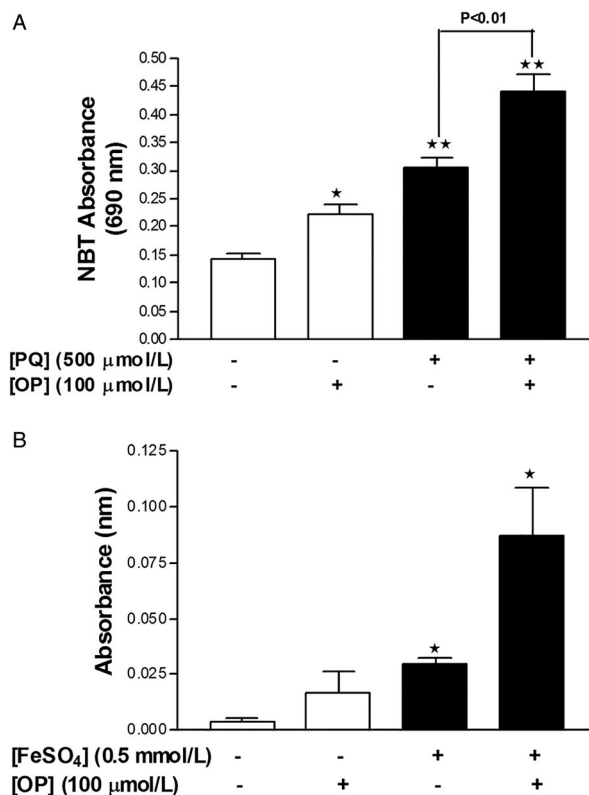 A
P<0.01
★★
0.50
0.45
★★
0.40
0.35
0.30
★
0.25
0.20
0.15
0.10
0.05
0.00
NBT Absorbance
(690 nm)
[PQ] (500 μmol/L) - - + +
[OP] (100 μmol/L) - + - +
B
0.125
★
0.100
0.075
0.050
★
0.025
0.000
Absorbance (nm)
[FeSO₄] (0.5 mmol/L) - - + +
[OP] (100 μmol/L) - + - +